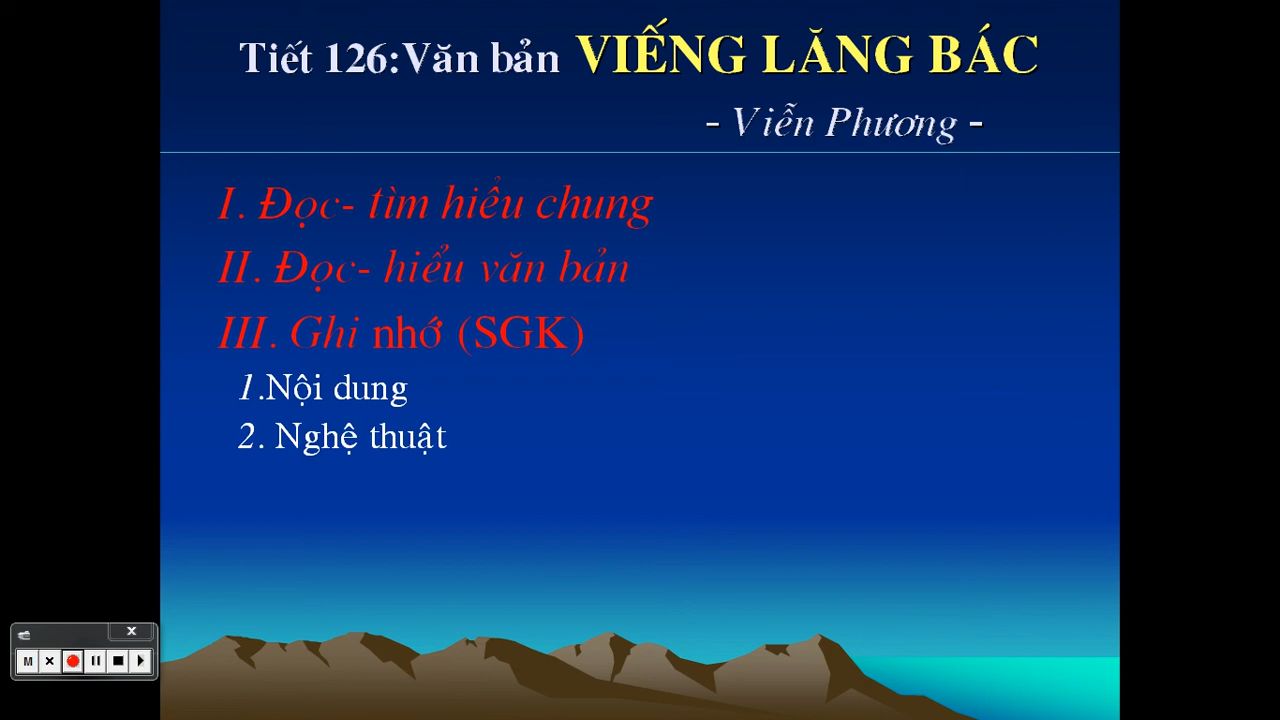 Tiết 126:Văn bản VIẾNG LĂNG BÁC
- Viễn Phương -
I. Đọc- tìm hiểu chung
II. Đọc- hiểu văn bản
III. Ghi nhớ (SGK)
1.Nội dung
2. Nghệ thuật
M